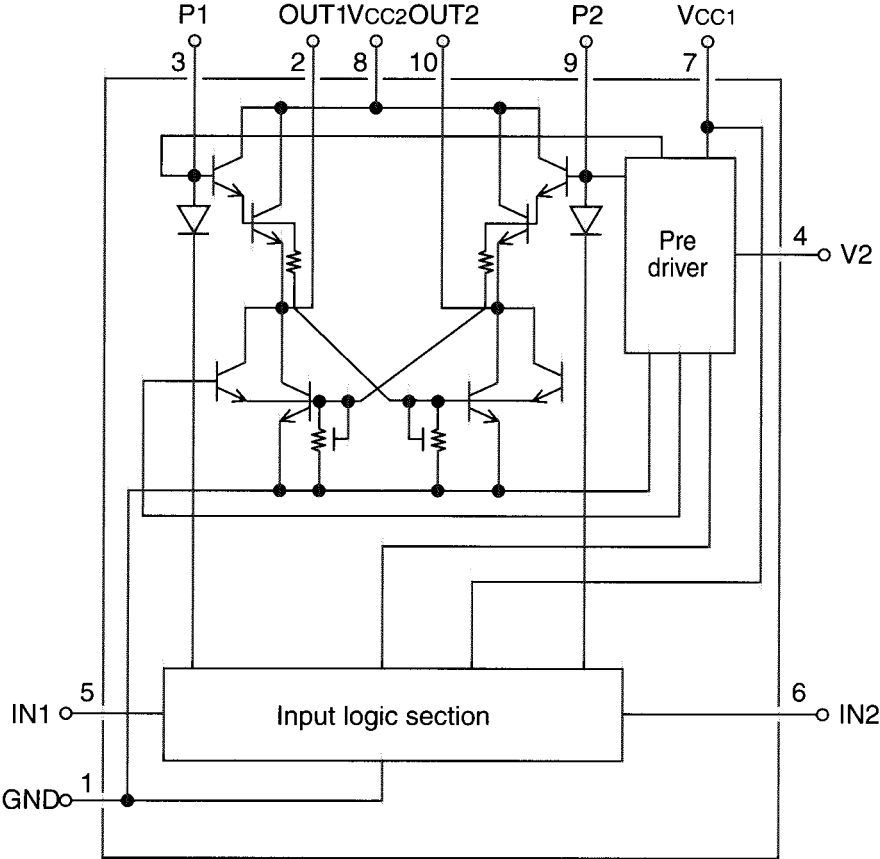 P1 OUT1 VCC2 OUT2 P2 VCC1
3 2 8 10 9 7
Pre
driver
4 V2
5 6
IN1 Input logic section IN2
1
GND